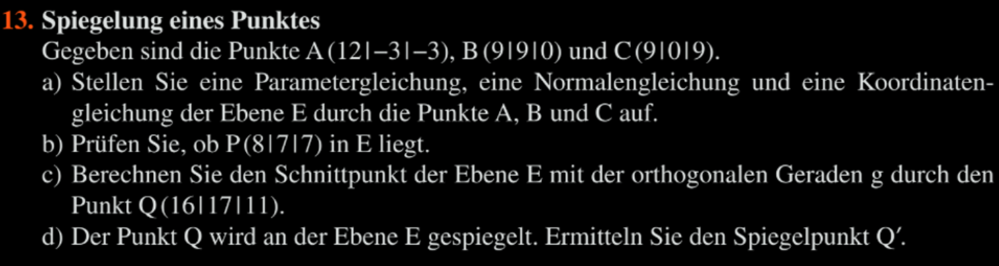 13. Spiegelung eines Punktes
Gegeben sind die Punkte A(12|−3|−3), B(9|9|0) und C(9|0|9).
a) Stellen Sie eine Parametergleichung, eine Normalengleichung und eine Koordinaten-
gleichung der Ebene E durch die Punkte A, B und C auf.
b) Prüfen Sie, ob P(8|7|7) in E liegt.
c) Berechnen Sie den Schnittpunkt der Ebene E mit der orthogonalen Geraden g durch den
Punkt Q(16|17|11).
d) Der Punkt Q wird an der Ebene E gespiegelt. Ermitteln Sie den Spiegelpunkt Q′.